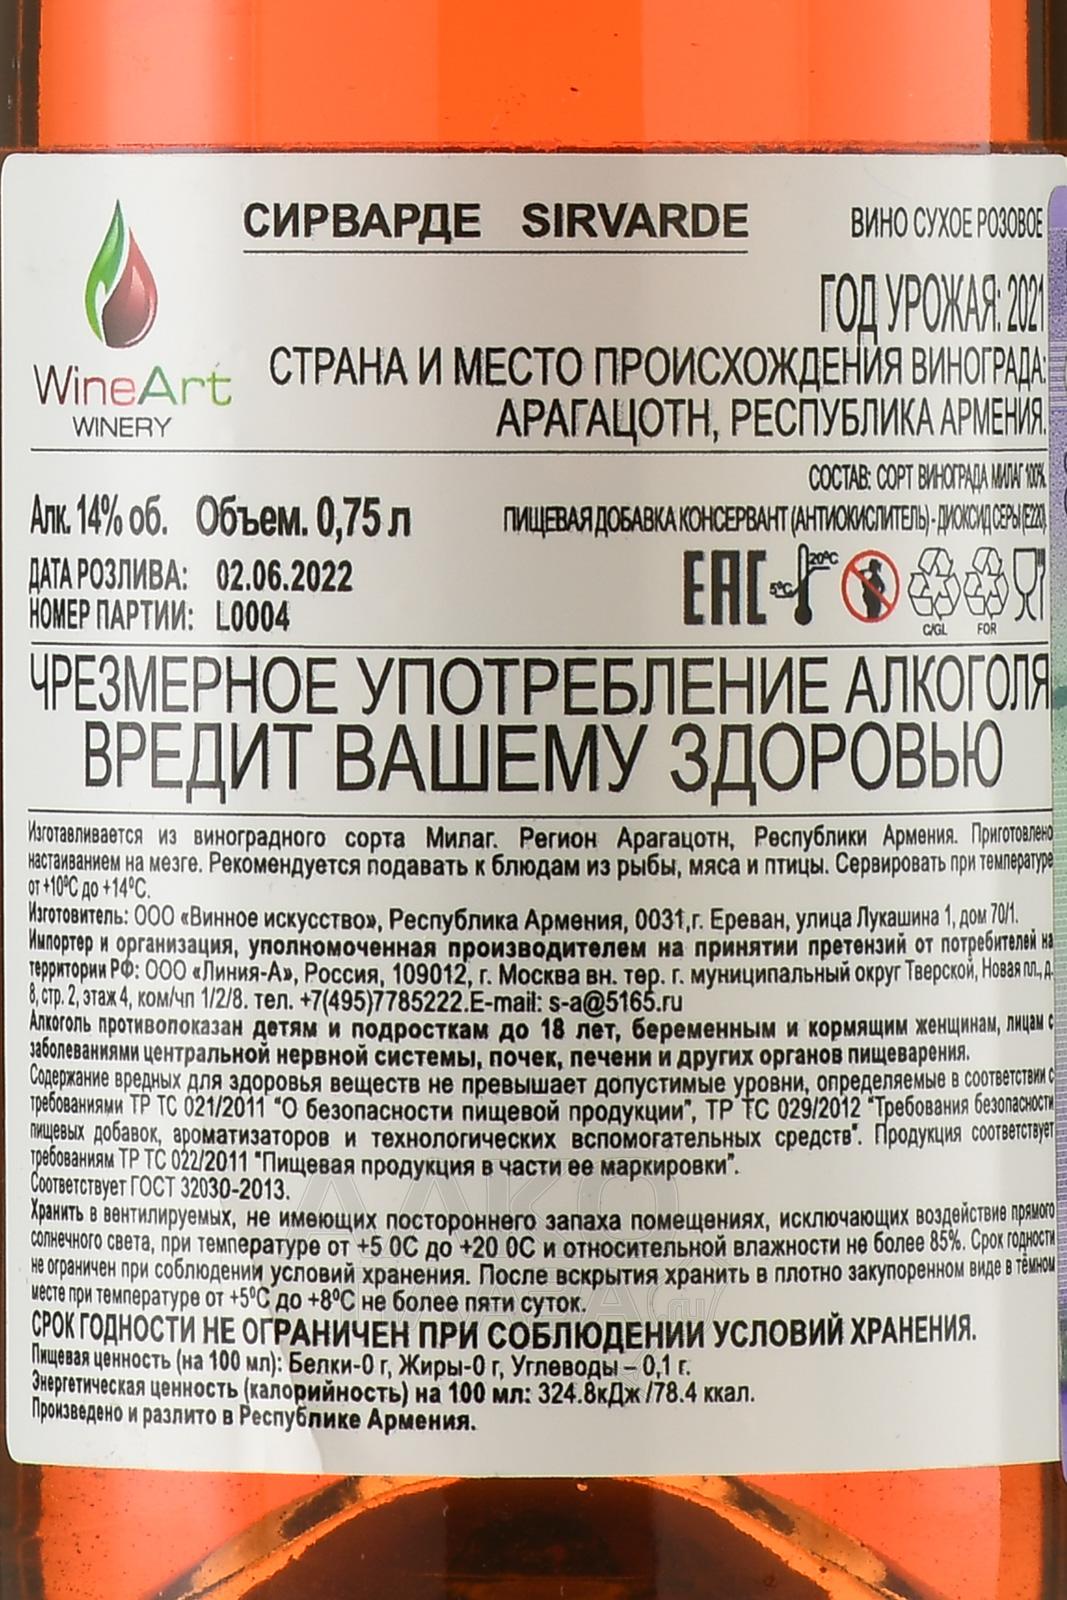 СИРВАРДЕ SIRVARDE
ВИНО СУХОЕ РОЗОВОЕ
WineArt
WINERY
ГОД УРОЖАЯ: 2021
СТРАНА И МЕСТО ПРОИСХОЖДЕНИЯ ВИНОГРАДА:
АРАГАЦОТН, РЕСПУБЛИКА АРМЕНИЯ.
СОСТАВ: СОРТ ВИНОГРАДА МИЛАГ 100%.
Алк. 14% об. Объем. 0,75 л
ПИЩЕВАЯ ДОБАВКА КОНСЕРВАНТ (АНТИОКИСЛИТЕЛЬ) - ДИОКСИД СЕРЫ (Е220).
ДАТА РОЗЛИВА: 02.06.2022
НОМЕР ПАРТИИ: L0004
ЕАС 5ºC 20ºC
C/GL FOR
ЧРЕЗМЕРНОЕ УПОТРЕБЛЕНИЕ АЛКОГОЛЯ
ВРЕДИТ ВАШЕМУ ЗДОРОВЬЮ
Изготавливается из виноградного сорта Милаг. Регион Арагацотн, Республики Армения. Приготовлено
настаиванием на мезге. Рекомендуется подавать к блюдам из рыбы, мяса и птицы. Сервировать при температуре
от +10ºС до +14ºС.
Изготовитель: ООО «Винное искусство», Республика Армения, 0031,г. Ереван, улица Лукашина 1, дом 70/1.
Импортер и организация, уполномоченная производителем на принятии претензий от потребителей на
территории РФ: ООО «Линия-А», Россия, 109012, г. Москва вн. тер. г. муниципальный округ Тверской, Новая пл., д.
8, стр. 2, этаж 4, ком/чп 1/2/8. тел. +7(495)7785222.E-mail: s-a@5165.ru
Алкоголь противопоказан детям и подросткам до 18 лет, беременным и кормящим женщинам, лицам с
заболеваниями центральной нервной системы, почек, печени и других органов пищеварения.
Содержание вредных для здоровья веществ не превышает допустимые уровни, определяемые в соответствии с
требованиями ТР ТС 021/2011 "О безопасности пищевой продукции", ТР ТС 029/2012 "Требования безопасности
пищевых добавок, ароматизаторов и технологических вспомогательных средств". Продукция соответствует
требованиям ТР ТС 022/2011 "Пищевая продукция в части ее маркировки".
Соответствует ГОСТ 32030-2013.
Хранить в вентилируемых, не имеющих постороннего запаха помещениях, исключающих воздействие прямого
солнечного света, при температуре от +5 0С до +20 0С и относительной влажности не более 85%. Срок годности
не ограничен при соблюдении условий хранения. После вскрытия хранить в плотно закупоренном виде в тёмном
месте при температуре от +5ºС до +8ºС не более пяти суток.
СРОК ГОДНОСТИ НЕ ОГРАНИЧЕН ПРИ СОБЛЮДЕНИИ УСЛОВИЙ ХРАНЕНИЯ.
Пищевая ценность (на 100 мл): Белки-0 г, Жиры-0 г, Углеводы – 0,1 г.
Энергетическая ценность (калорийность) на 100 мл: 324.8кДж /78.4 ккал.
Произведено и разлито в Республике Армения.